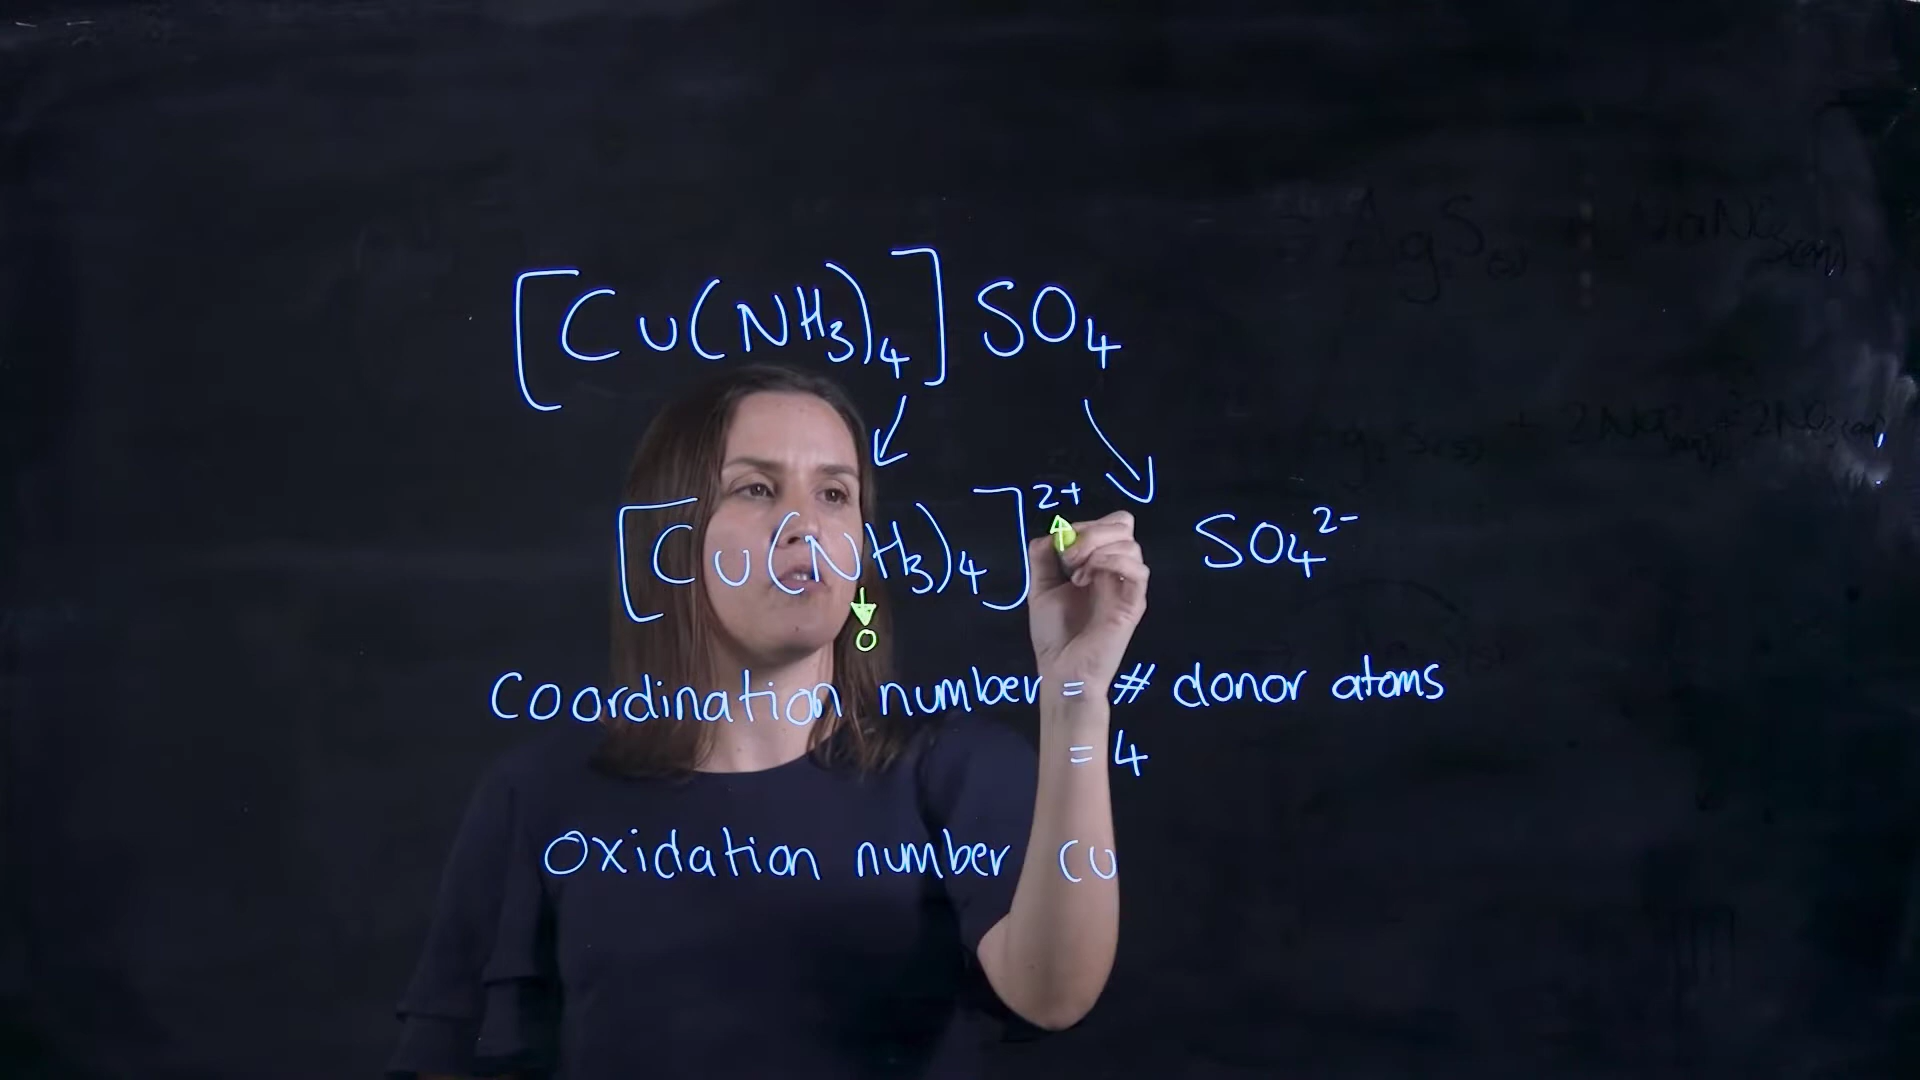 [Cu(NH₃)₄]SO₄
[Cu(NH₃)₄]²⁺ SO₄²⁻
0
Coordination number = # donor atoms
= 4
Oxidation number Cu